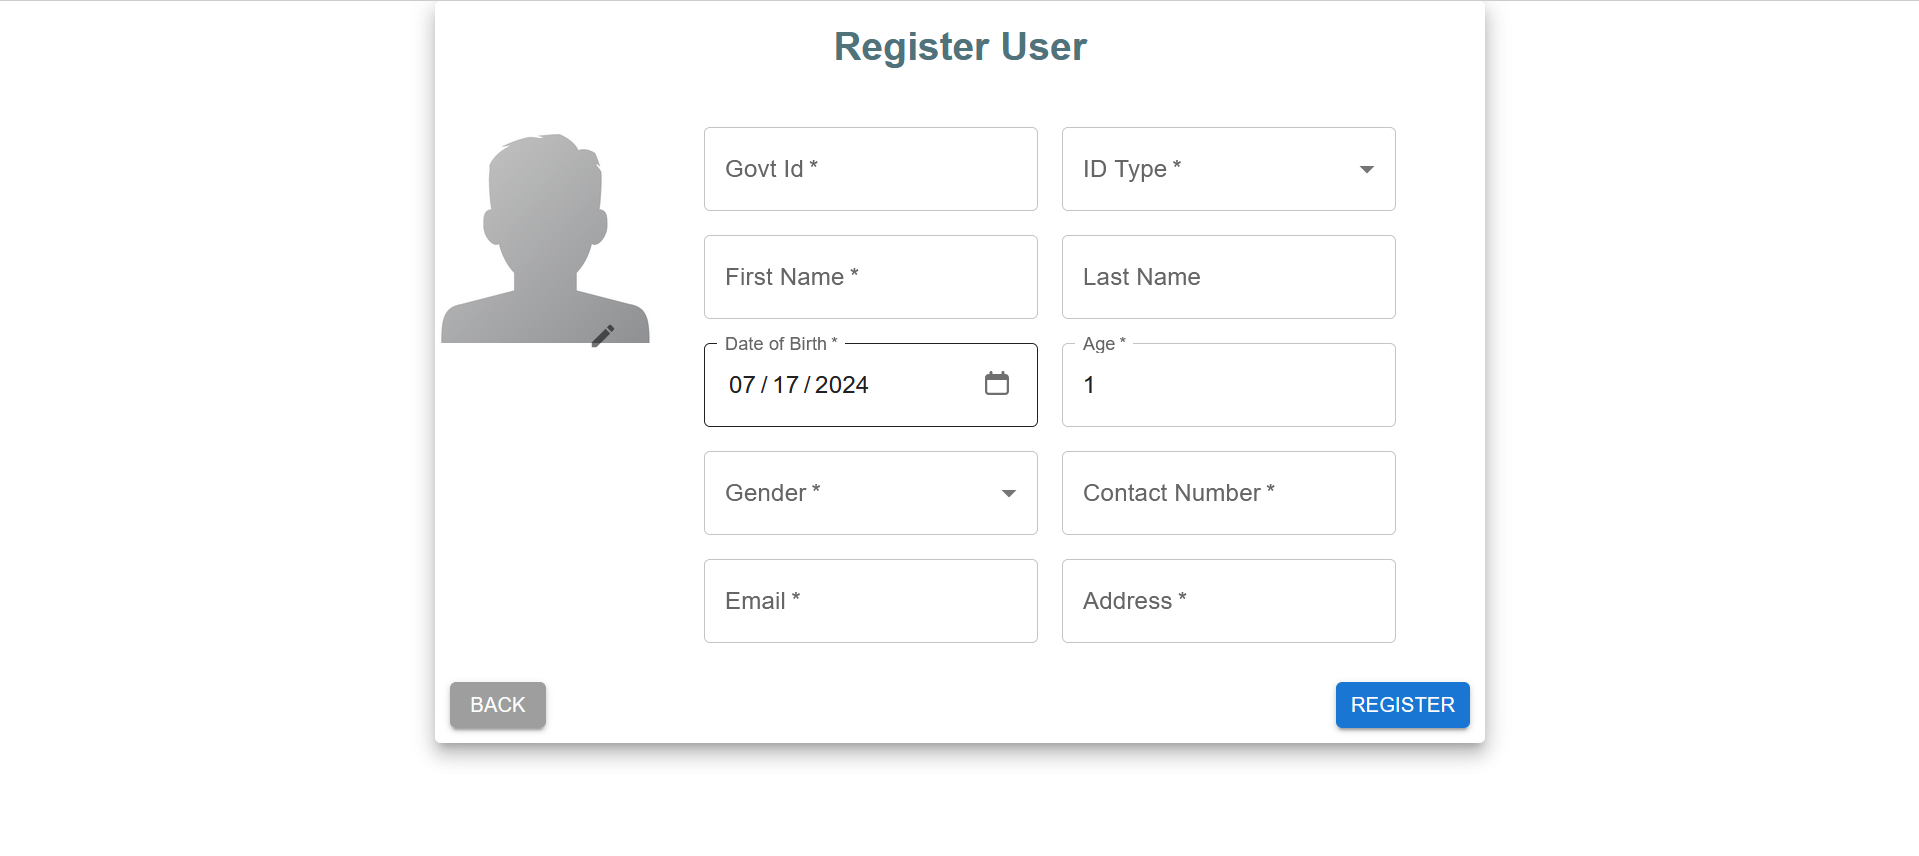 Register User
Govt Id *
ID Type *
First Name *
Last Name
Date of Birth *
07/17/2024
Age *
1
Gender *
Contact Number *
Email *
Address *
BACK
REGISTER